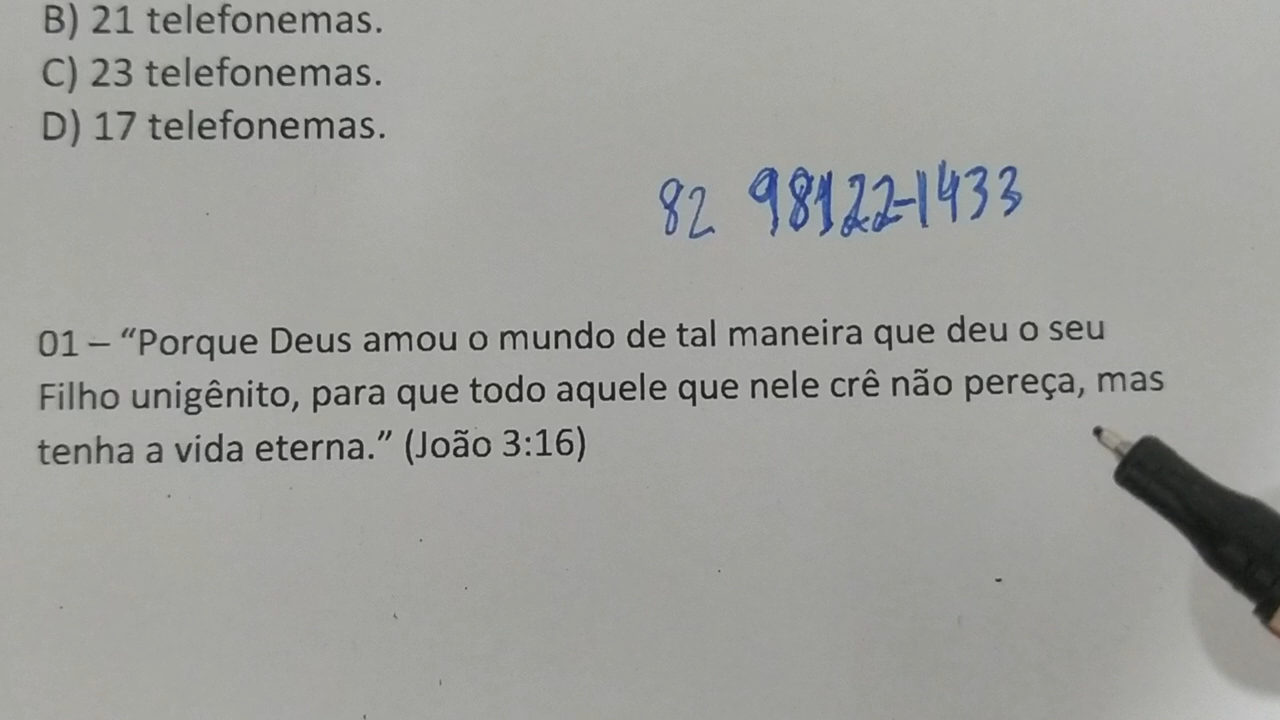 B) 21 telefonemas.
C) 23 telefonemas.
D) 17 telefonemas.
82 98122-1433
01 – “Porque Deus amou o mundo de tal maneira que deu o seu
Filho unigênito, para que todo aquele que nele crê não pereça, mas
tenha a vida eterna.” (João 3:16)